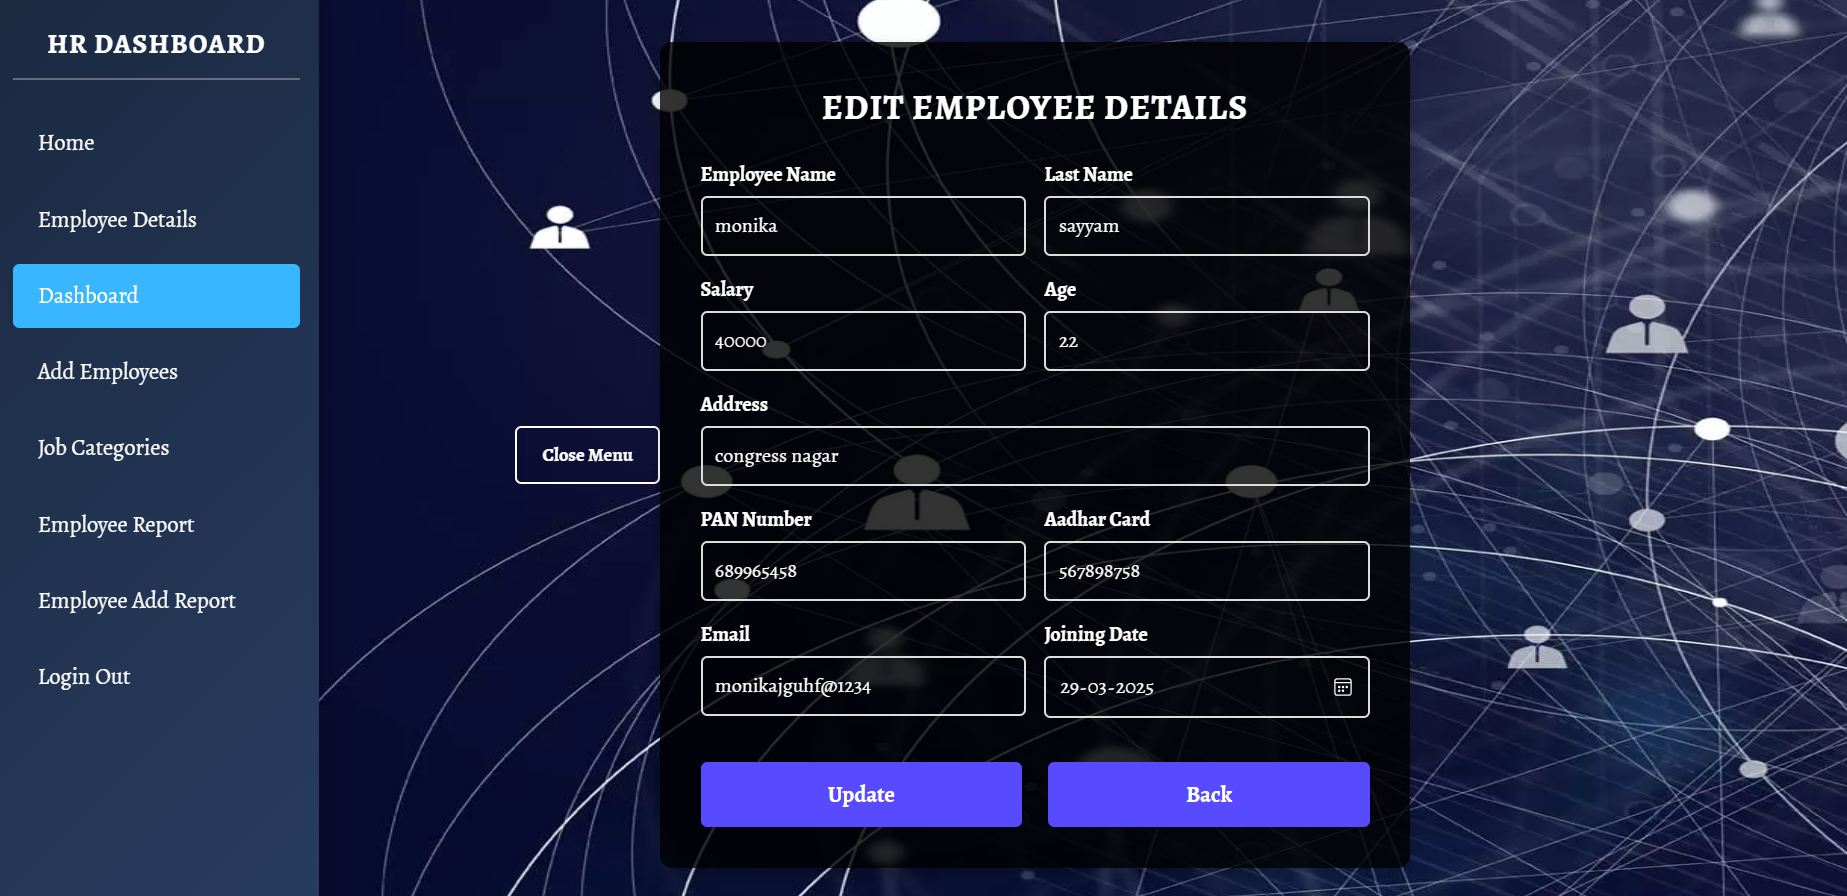 HR DASHBOARD
Home
Employee Details
Dashboard
Add Employees
Job Categories
Employee Report
Employee Add Report
Login Out
Close Menu
EDIT EMPLOYEE DETAILS
Employee Name Last Name
monika sayyam
Salary Age
40000 22
Address
congress nagar
PAN Number Aadhar Card
689965458 567898758
Email Joining Date
monikajguhf@1234 29-03-2025
Update Back